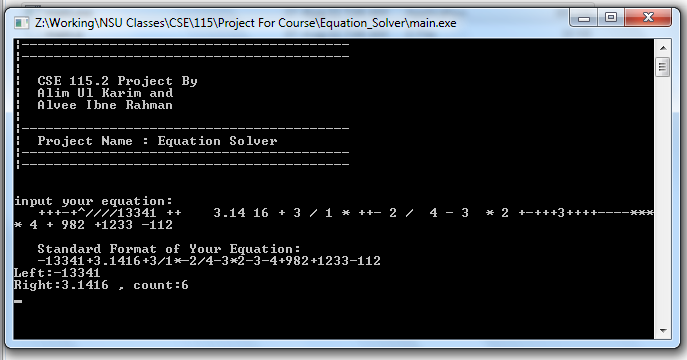 Z:\Working\NSU Classes\CSE\115\Project For Course\Equation_Solver\main.exe
¦-----------------------------------------
¦-----------------------------------------
¦
¦ CSE 115.2 Project By
¦ Alim Ul Karim and
¦ Alvee Ibne Rahman
¦
¦-----------------------------------------
¦ Project Name : Equation Solver
¦-----------------------------------------
¦-----------------------------------------
input your equation:
+++-+^////13341 ++    3.14 16 + 3 / 1 * ++- 2 /  4 - 3  * 2 +-+++3++++----***
* 4 + 982 +1233 -112
Standard Format of Your Equation:
-13341+3.1416+3/1*-2/4-3*2-3-4+982+1233-112
Left:-13341
Right:3.1416 , count:6